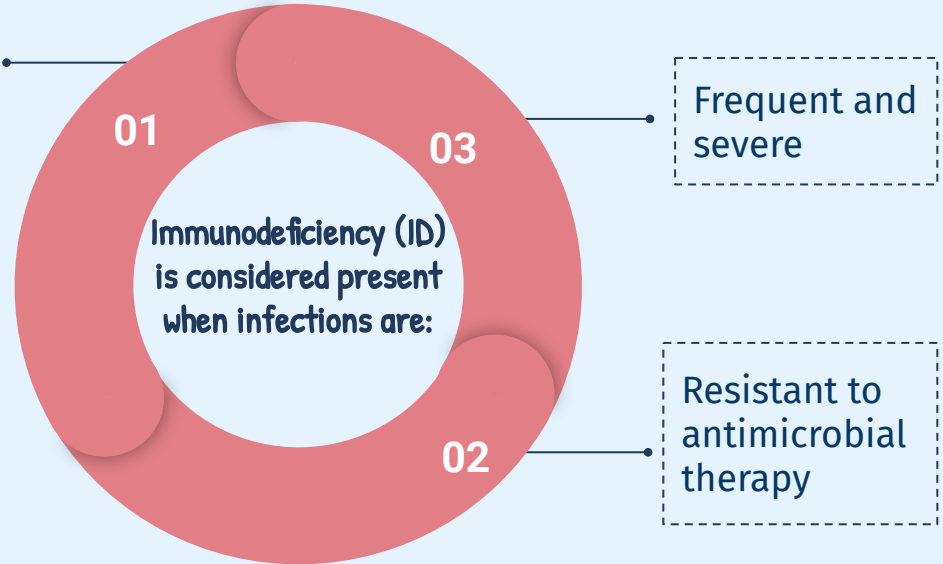 01
03
Frequent and
severe
Immunodeficiency (ID)
is considered present
when infections are:
Resistant to
antimicrobial
therapy
02